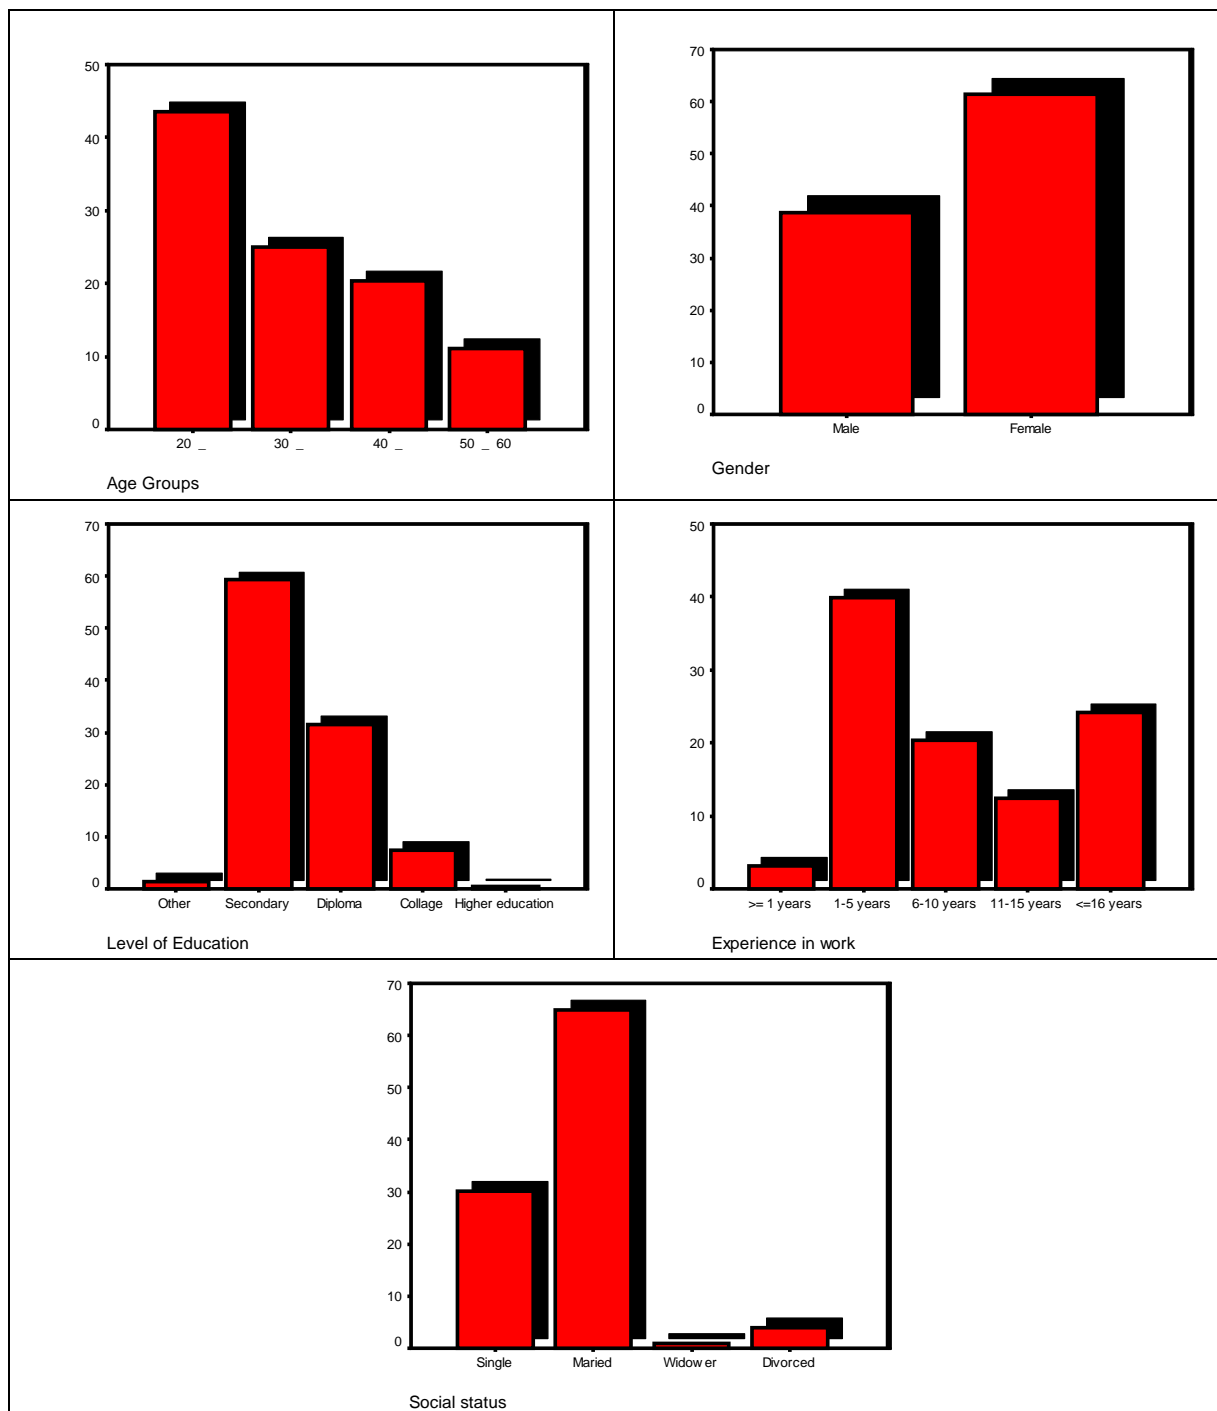 50
40
30
20
10
0
20 _
30 _
40 _
50 _ 60
Age Groups
70
60
50
40
30
20
10
0
Male
Female
Gender
70
60
50
40
30
20
10
0
Other
Secondary
Diploma
Collage
Higher education
Level of Education
50
40
30
20
10
0
>= 1 years
1-5 years
6-10 years
11-15 years
<=16 years
Experience in work
70
60
50
40
30
20
10
0
Single
Maried
Widower
Divorced
Social status